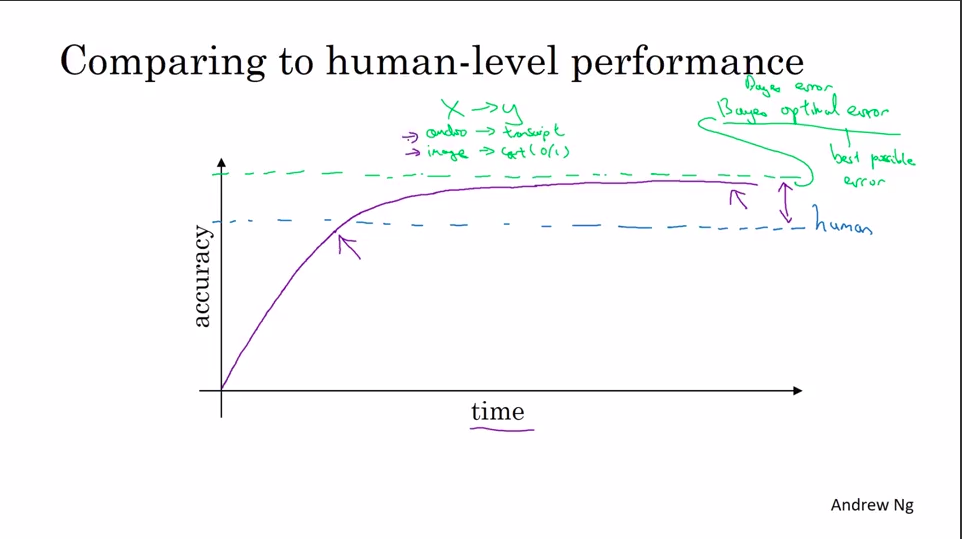 Comparing to human-level performance
Bayes error
Bayes optimal error
X → y
→ audio → transcript
→ image → cat (0/1)
best possible
error
human
accuracy
time
Andrew Ng